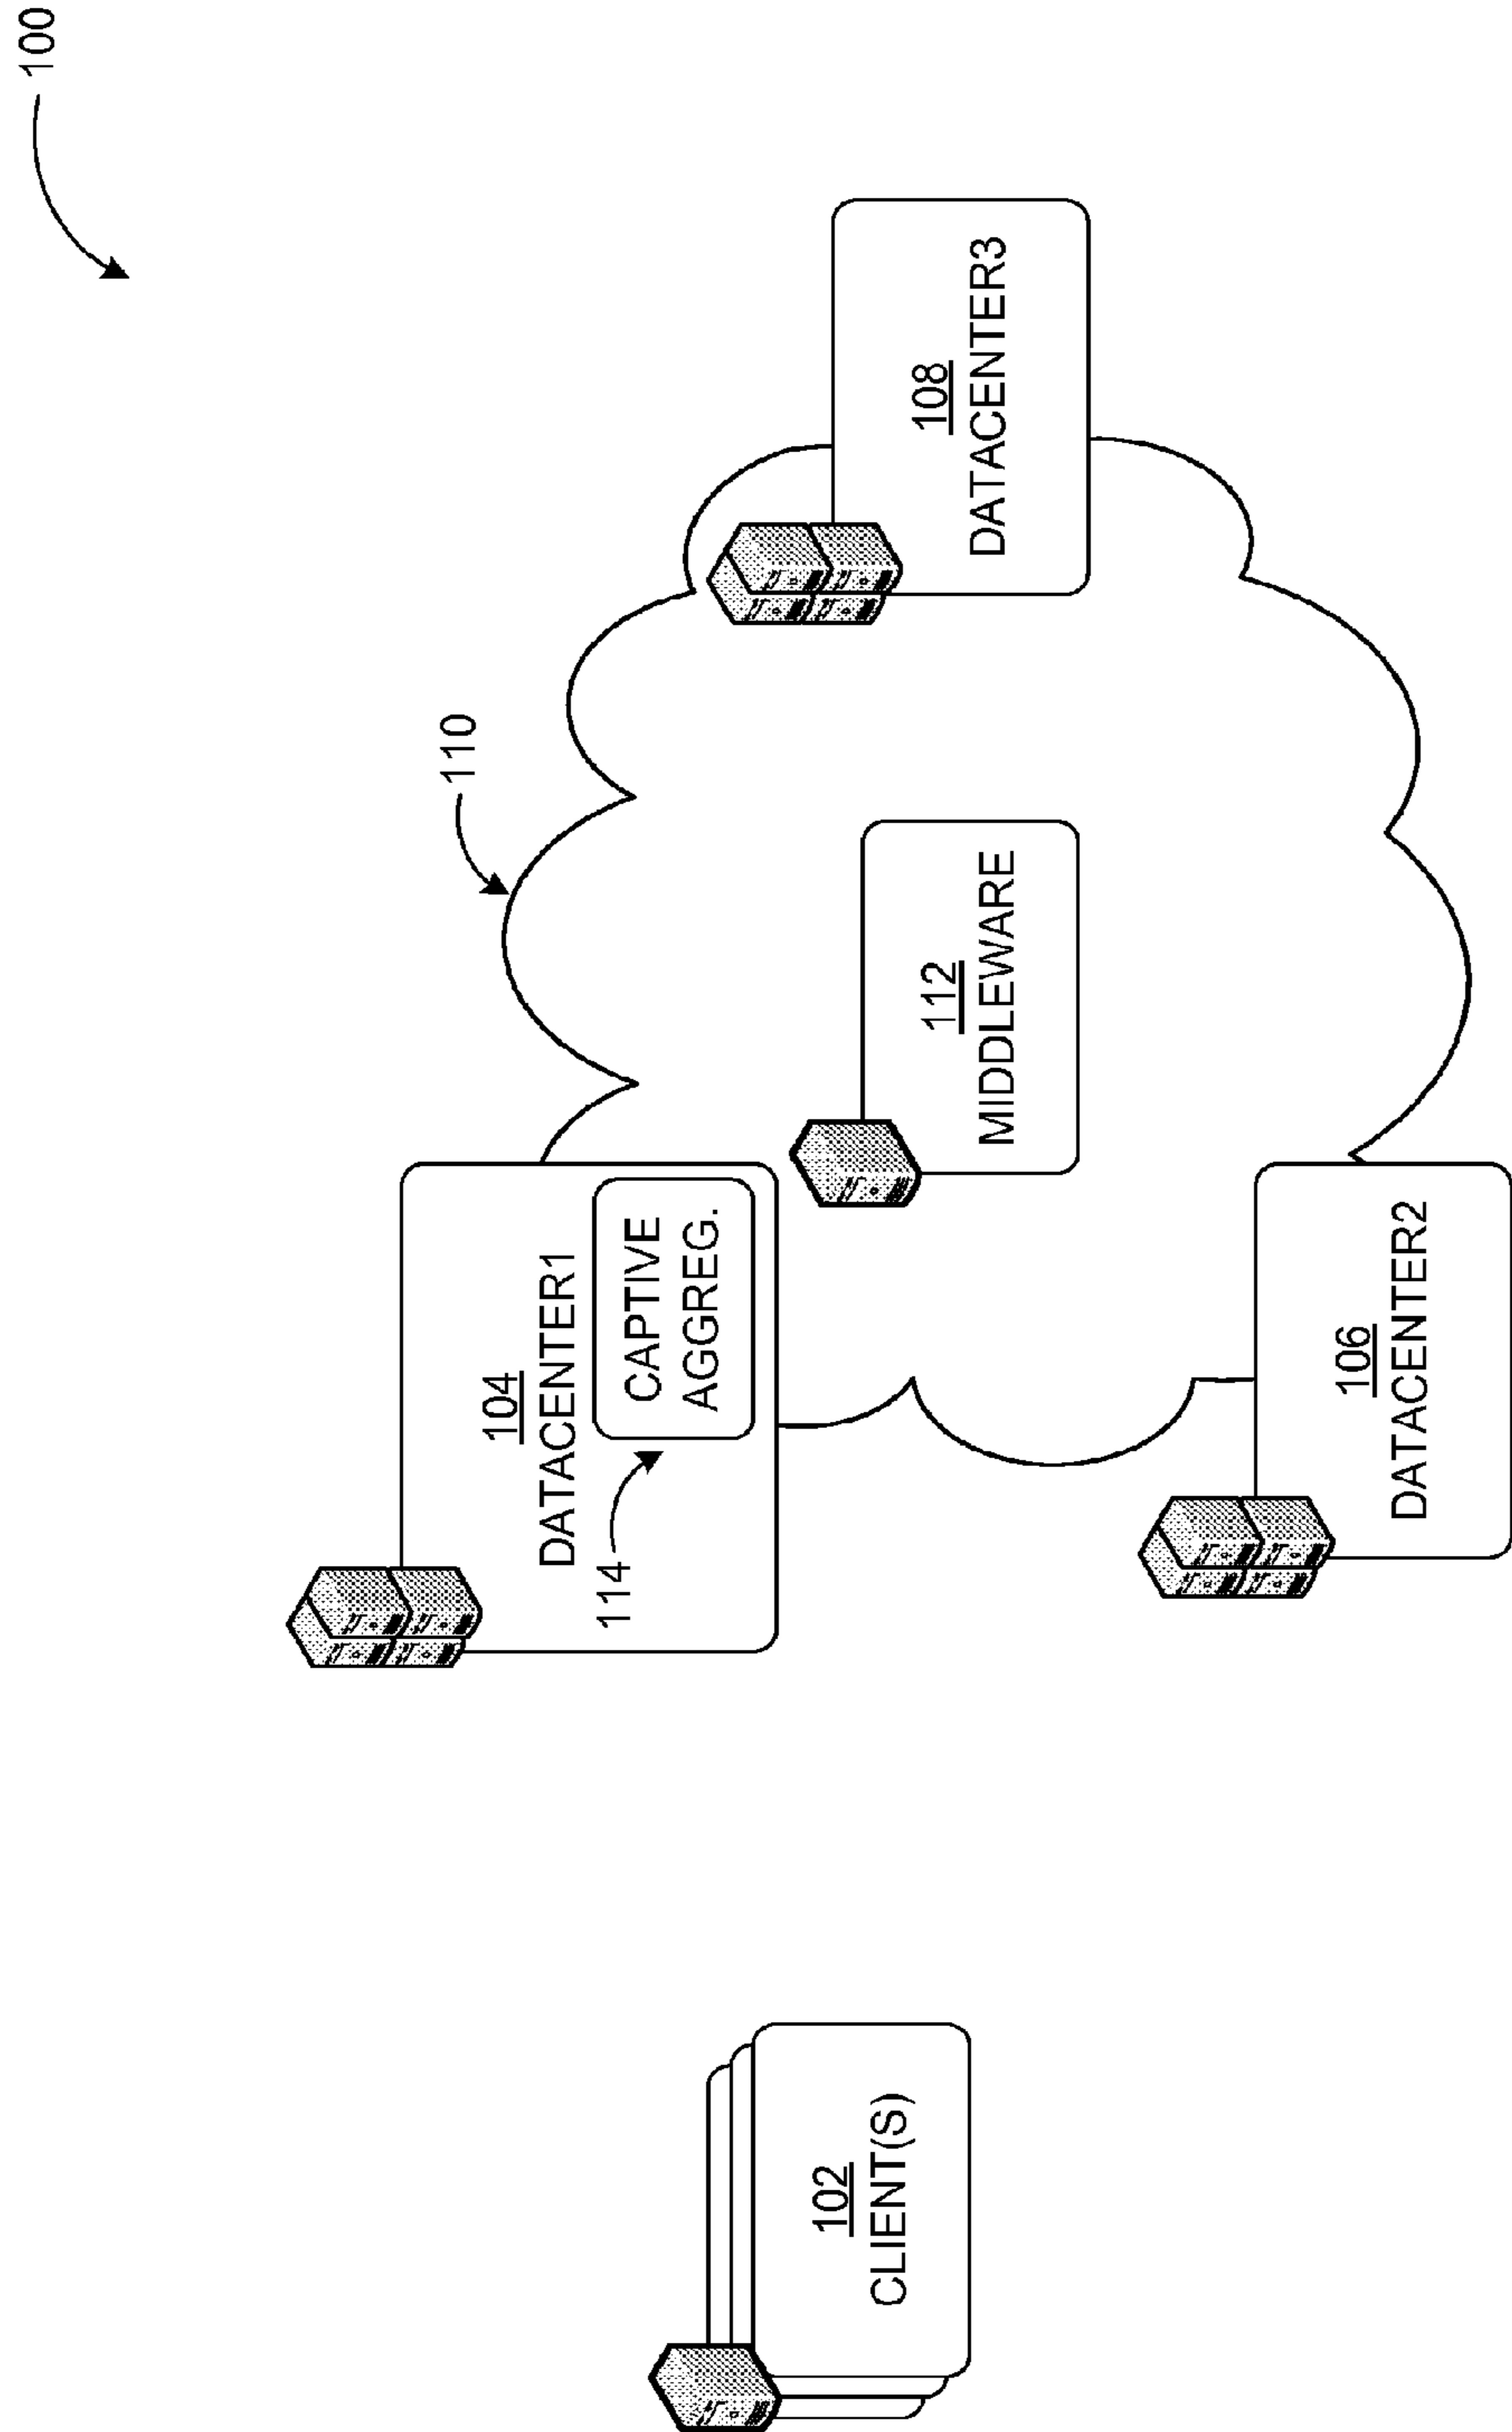 100
110
104
DATACENTER1
114
CAPTIVE
AGGREG.
102
CLIENT(S)
112
MIDDLEWARE
108
DATACENTER3
106
DATACENTER2